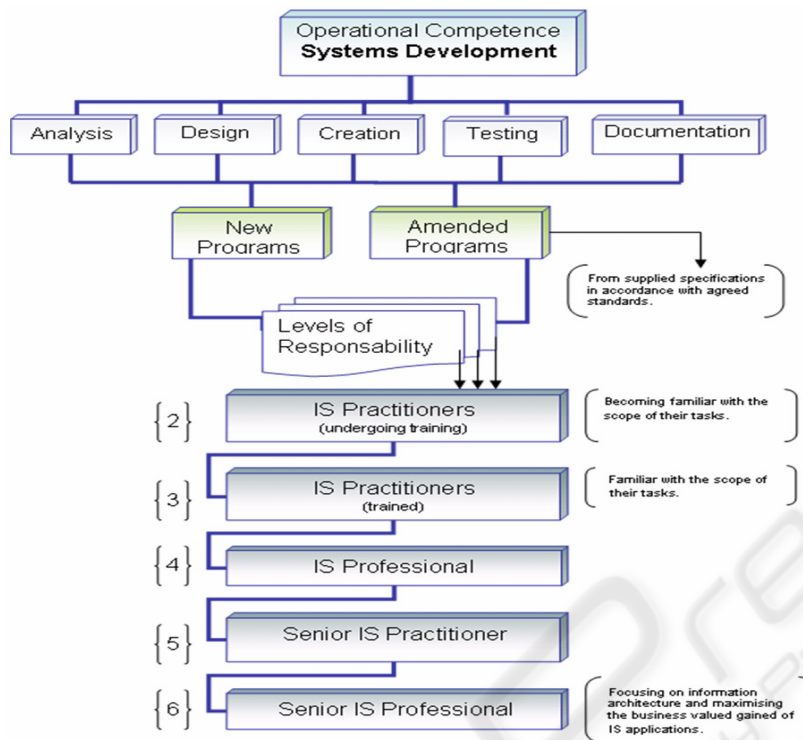 Operational Competence
Systems Development
Analysis
Design
Creation
Testing
Documentation
New
Programs
Amended
Programs
From supplied specifications
in accordance with agreed
standards.
Levels of
Responsability
{2}
IS Practitioners
(undergoing training)
Becoming familiar with the
scope of their tasks.
{3}
IS Practitioners
(trained)
Familiar with the scope of
their tasks.
{4}
IS Professional
{5}
Senior IS Practitioner
{6}
Senior IS Professional
Focusing on information
architecture and maximising
the business valued gained of
IS applications.